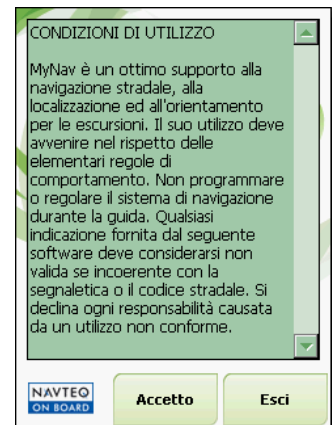 CONDIZIONI DI UTILIZZO
MyNav è un ottimo supporto alla
navigazione stradale, alla
localizzazione ed all'orientamento
per le escursioni. Il suo utilizzo deve
avvenire nel rispetto delle
elementari regole di
comportamento. Non programmare
o regolare il sistema di navigazione
durante la guida. Qualsiasi
indicazione fornita dal seguente
software deve considerarsi non
valida se incoerente con la
segnaletica o il codice stradale. Si
declina ogni responsabilità causata
da un utilizzo non conforme.
NAVTEQ
ON BOARD
Accetto
Esci